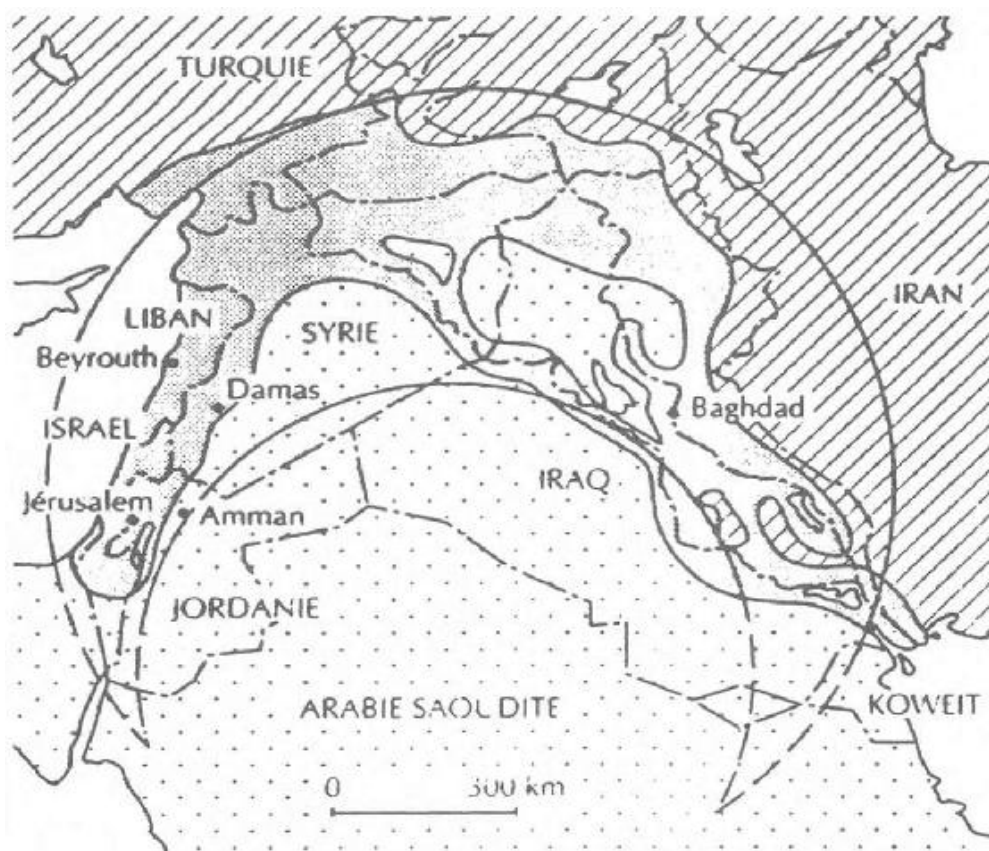 TURQUIE
IRAN
LIBAN
SYRIE
Beyrouth
Damas
Baghdad
ISRAEL
IRAQ
Jérusalem
Amman
JORDANIE
ARABIE SAOUDITE
KOWEIT
0 300 km